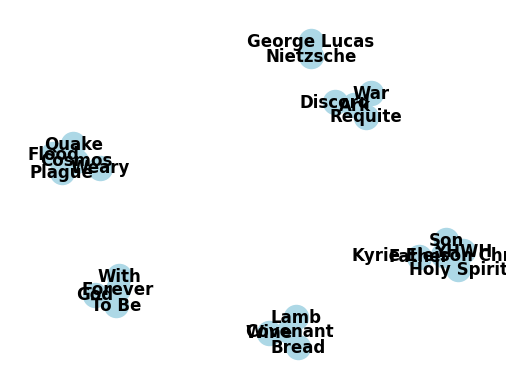 George Lucas
Nietzsche
War
Discord
Ark
Requite
Quake
Flood
Cosmos
Weary
Plague
Son
YHWH
Kyrie Eleison Chr
Father
Holy Spirit
With
Forever
God
To Be
Lamb
Covenant
Wine
Bread